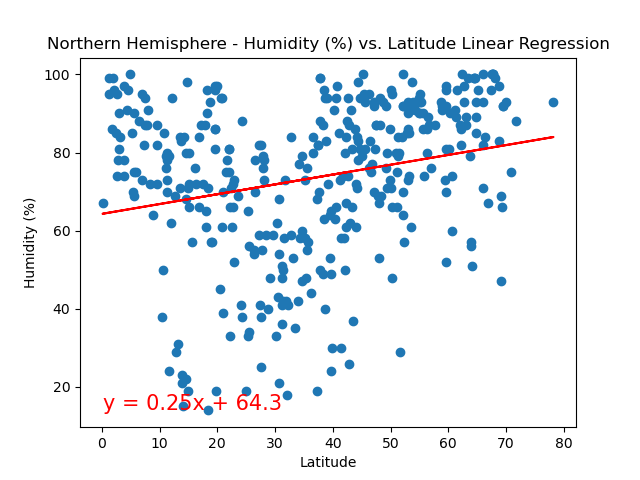 Northern Hemisphere - Humidity (%) vs. Latitude Linear Regression
100
80
60
40
20
Humidity (%)
y = 0.25x + 64.3
0 10 20 30 40 50 60 70 80
Latitude